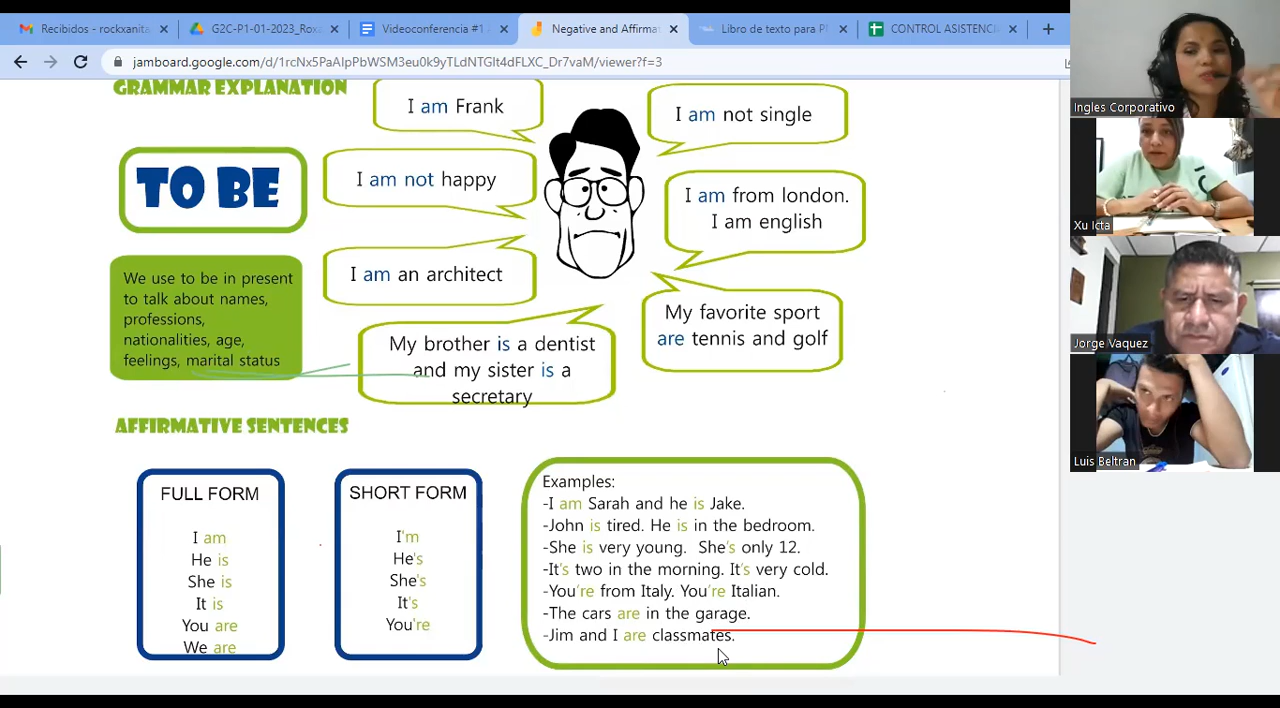 Recibidos - rockxanita
G2C-P1-01-2023_Rox
Videoconferencia #1
Negative and Affirmat
Libro de texto para
CONTROL ASISTENC
jamboard.google.com/d/1rcNx5PaAIpPbWSM3eu0k9yTLdNTGlt4dFLXC_Dr7vaM/viewer?f=3
GRAMMAR EXPLANATION
TO BE
We use to be in present
to talk about names,
professions,
nationalities, age,
feelings, marital status
I am Frank
I am not happy
I am an architect
My brother is a dentist
and my sister is a
secretary
I am not single
I am from london.
I am english
My favorite sport
are tennis and golf
AFFIRMATIVE SENTENCES
FULL FORM
I am
He is
She is
It is
You are
We are
SHORT FORM
I'm
He's
She's
It's
You're
Examples:
-I am Sarah and he is Jake.
-John is tired. He is in the bedroom.
-She is very young. She's only 12.
-It's two in the morning. It's very cold.
-You're from Italy. You're Italian.
-The cars are in the garage.
-Jim and I are classmates.
Ingles Corporativo
Xu Icta
Jorge Vaquez
Luis Beltran